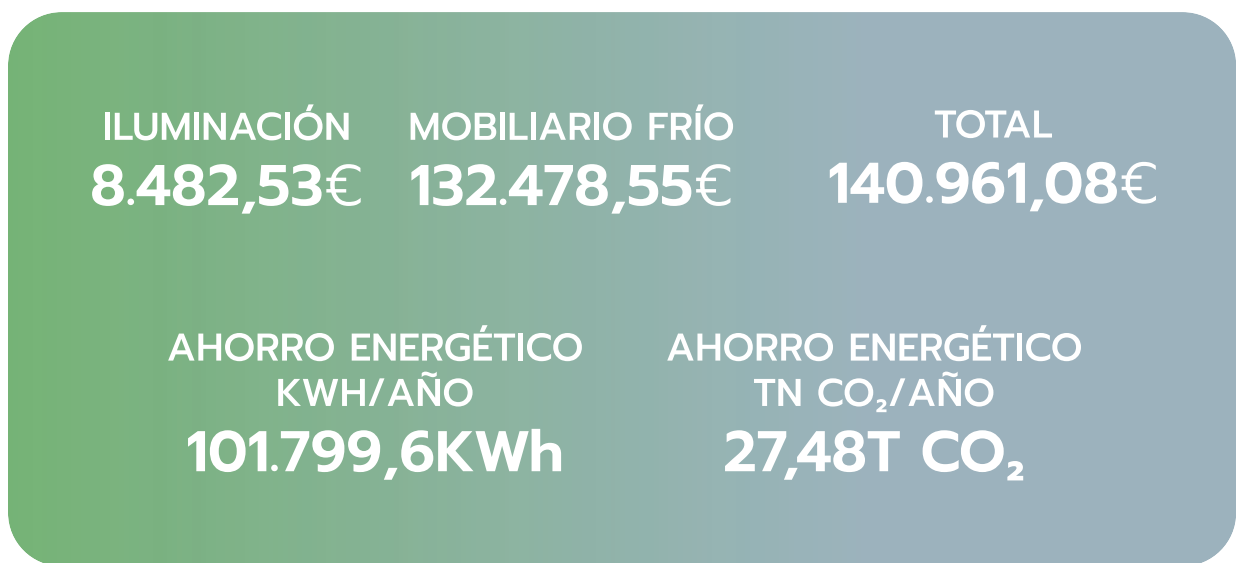 ILUMINACIÓN MOBILIARIO FRÍO TOTAL
8.482,53€ 132.478,55€ 140.961,08€
AHORRO ENERGÉTICO AHORRO ENERGÉTICO
KWH/AÑO TN CO₂/AÑO
101.799,6KWh 27,48T CO₂